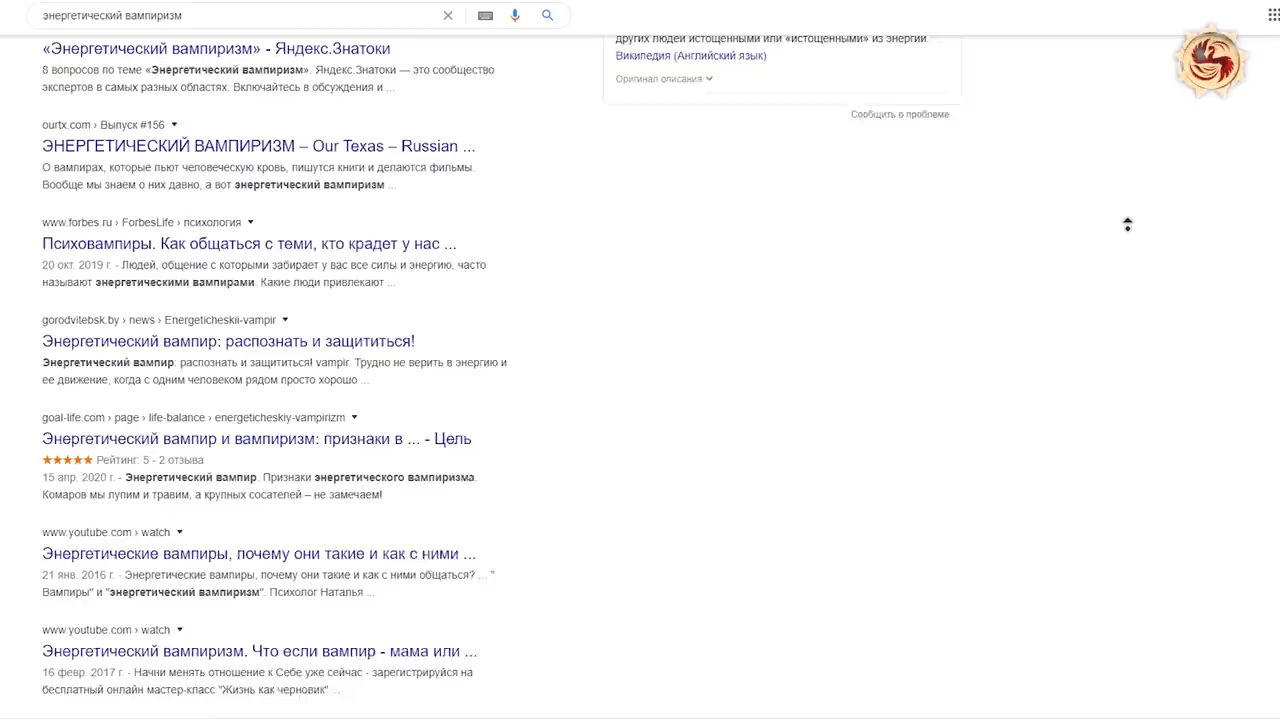 энергетический вампиризм
«Энергетический вампиризм» - Яндекс.Знатоки
8 вопросов по теме «Энергетический вампиризм». Яндекс.Знатоки — это сообщество
экспертов в самых разных областях. Включайтесь в обсуждения и ...
ourtx.com › Выпуск #156
ЭНЕРГЕТИЧЕСКИЙ ВАМПИРИЗМ – Our Texas – Russian ...
О вампирах, которые пьют человеческую кровь, пишутся книги и делаются фильмы.
Вообще мы знаем о них давно, а вот энергетический вампиризм ...
www.forbes.ru › ForbesLife › психология
Психовампиры. Как общаться с теми, кто крадет у нас ...
20 окт. 2019 г. - Людей, общение с которыми забирает у вас все силы и энергию, часто
называют энергетическими вампирами. Какие люди привлекают ...
gorodvitebsk.by › news › Energeticheskii-vampir
Энергетический вампир: распознать и защититься!
Энергетический вампир: распознать и защититься! vampir. Трудно не верить в энергию и
ее движение, когда с одним человеком рядом просто хорошо ...
goal-life.com › page › life-balance › energeticheskiy-vampirizm
Энергетический вампир и вампиризм: признаки в ... - Цель
Рейтинг: 5 - 2 отзыва
15 апр. 2020 г. - Энергетический вампир. Признаки энергетического вампиризма.
Комаров мы лупим и травим, а крупных сосателей – не замечаем!
www.youtube.com › watch
Энергетические вампиры, почему они такие и как с ними ...
21 янв. 2016 г. - Энергетические вампиры, почему они такие и как с ними общаться? ... "
Вампиры" и "энергетический вампиризм". Психолог Наталья ...
www.youtube.com › watch
Энергетический вампиризм. Что если вампир - мама или ...
16 февр. 2017 г. - Начни менять отношение к Себе уже сейчас - зарегистрируйся на
бесплатный онлайн мастер-класс "Жизнь как черновик" ...
других людей истощенными или «истощенными» из энергии.
Википедия (Английский язык)
Оригинал описания
Сообщить о проблеме